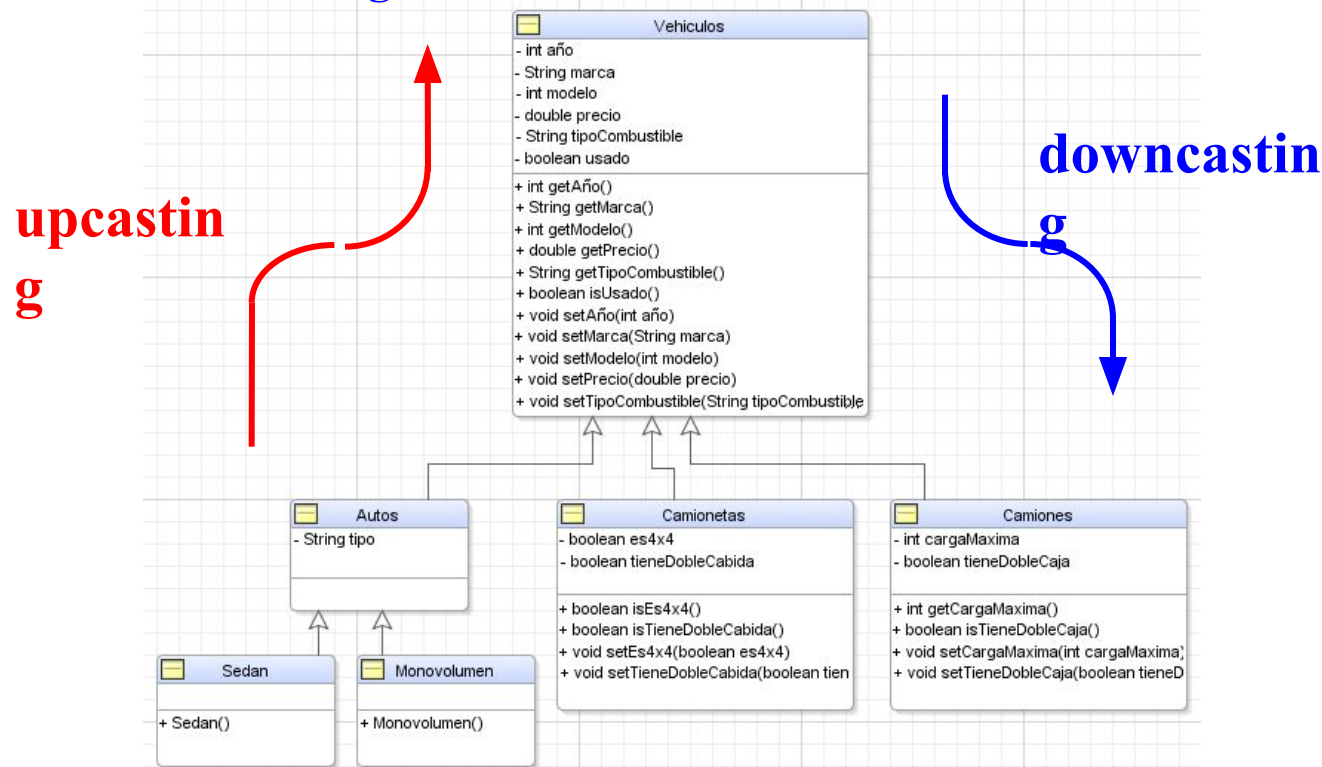 g
Vehiculos
- int año
- String marca
- int modelo
- double precio
- String tipoCombustible
- boolean usado
+ int getAño()
+ String getMarca()
+ int getModelo()
+ double getPrecio()
+ String getTipoCombustible()
+ boolean isUsado()
+ void setAño(int año)
+ void setMarca(String marca)
+ void setModelo(int modelo)
+ void setPrecio(double precio)
+ void setTipoCombustible(String tipoCombustible
upcastin
g
downcastin
g
Autos
- String tipo
Camionetas
- boolean es4x4
- boolean tieneDobleCabida
+ boolean isEs4x4()
+ boolean isTieneDobleCabida()
+ void setEs4x4(boolean es4x4)
+ void setTieneDobleCabida(boolean tien
Camiones
- int cargaMaxima
- boolean tieneDobleCaja
+ int getCargaMaxima()
+ boolean isTieneDobleCaja()
+ void setCargaMaxima(int cargaMaxima)
+ void setTieneDobleCaja(boolean tieneD
Sedan
+ Sedan()
Monovolumen
+ Monovolumen()